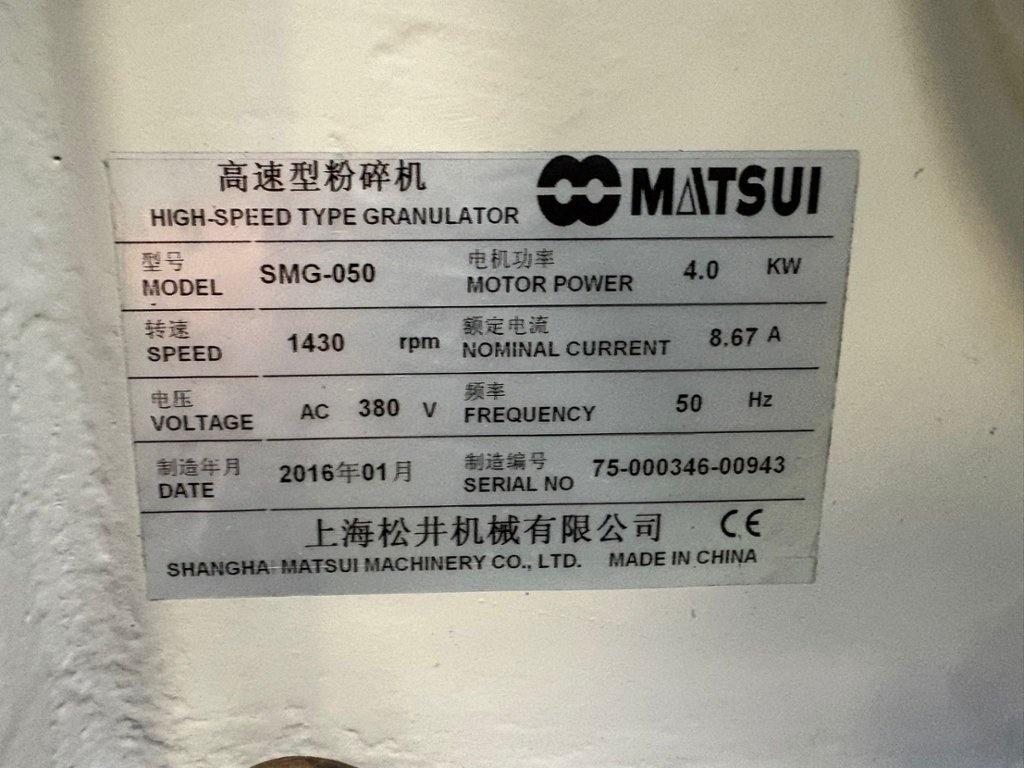 高速型粉碎机
HIGH-SPEED TYPE GRANULATOR
MATSUI
型号
MODEL
SMG-050
电机功率
MOTOR POWER
4.0 KW
转速
SPEED
1430 rpm
额定电流
NOMINAL CURRENT
8.67 A
电压
VOLTAGE
AC 380 V
频率
FREQUENCY
50 Hz
制造年月
DATE
2016年01月
制造编号
SERIAL NO
75-000346-00943
上海松井机械有限公司 CE
SHANGHAI MATSUI MACHINERY CO., LTD. MADE IN CHINA